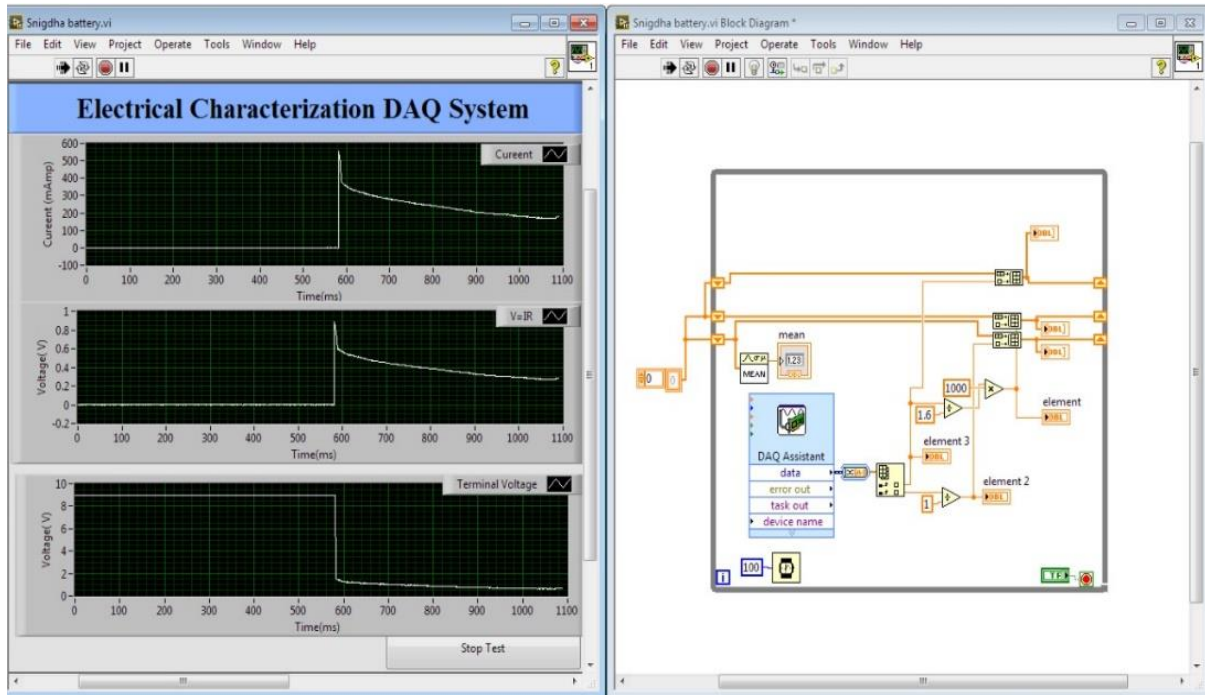 Snigdha battery.vi
File Edit View Project Operate Tools Window Help
Electrical Characterization DAQ System
Cureent
Cureent (mAmp)
600
500
400
300
200
100
0
-100
0 100 200 300 400 500 600 700 800 900 1000 1100
Time(ms)
V=IR
Voltage( V)
1
0.8
0.6
0.4
0.2
0
-0.2
0 100 200 300 400 500 600 700 800 900 1000 1100
Time(ms)
Terminal Voltage
Voltage( V)
10
8
6
4
2
0
0 100 200 300 400 500 600 700 800 900 1000 1100
Time(ms)
Stop Test
Snigdha battery.vi Block Diagram *
File Edit View Project Operate Tools Window Help
DBL]
mean
1.23
MEAN
DBL]
DBL]
0 0
1000
1.6
element
DBL
DAQ Assistant
data
error out
task out
device name
element 3
DBL
element 2
1
DBL
100
i
TF